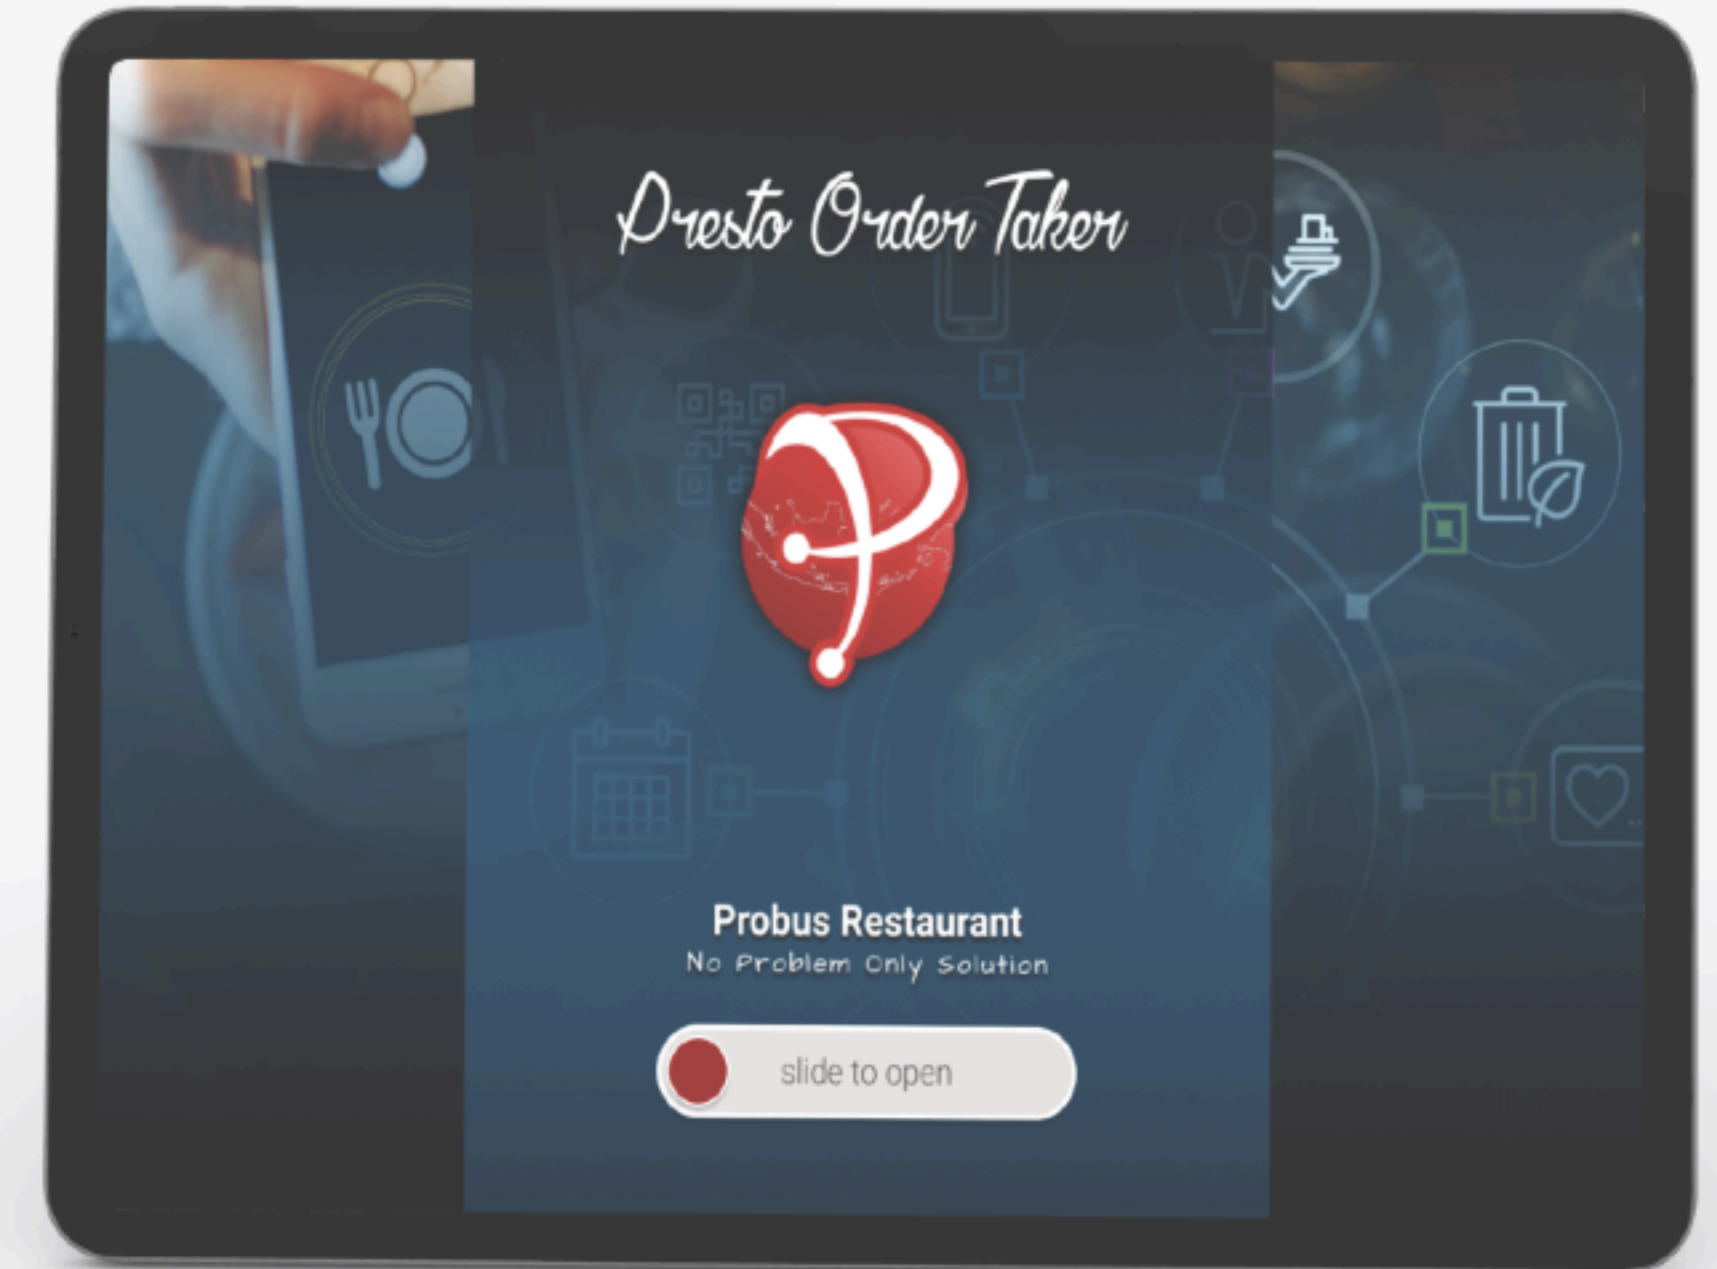 Presto Order Taker
Probus Restaurant
No Problem Only Solution
slide to open